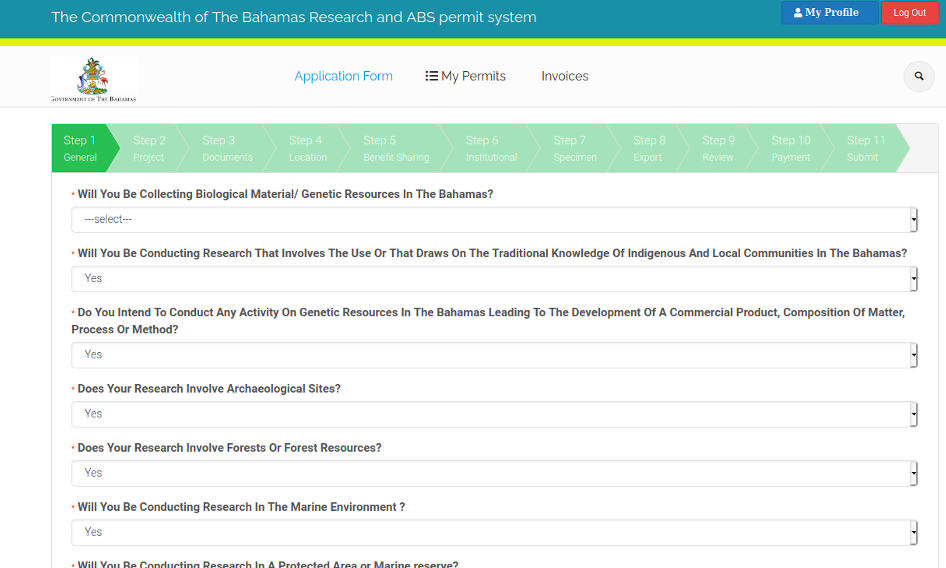 The Commonwealth of The Bahamas Research and ABS permit system
My Profile
Log Out
GOVERNMENT OF THE BAHAMAS
Application Form
My Permits
Invoices
Step 1
General
Step 2
Project
Step 3
Documents
Step 4
Location
Step 5
Benefit Sharing
Step 6
Institutional
Step 7
Specimen
Step 8
Export
Step 9
Review
Step 10
Payment
Step 11
Submit
* Will You Be Collecting Biological Material/ Genetic Resources In The Bahamas?
---select---
* Will You Be Conducting Research That Involves The Use Or That Draws On The Traditional Knowledge Of Indigenous And Local Communities In The Bahamas?
Yes
* Do You Intend To Conduct Any Activity On Genetic Resources In The Bahamas Leading To The Development Of A Commercial Product, Composition Of Matter,
Process Or Method?
Yes
* Does Your Research Involve Archaeological Sites?
Yes
* Does Your Research Involve Forests Or Forest Resources?
Yes
* Will You Be Conducting Research In The Marine Environment ?
Yes
* Will You Be Conducting Research In A Protected Area or Marine reserve?